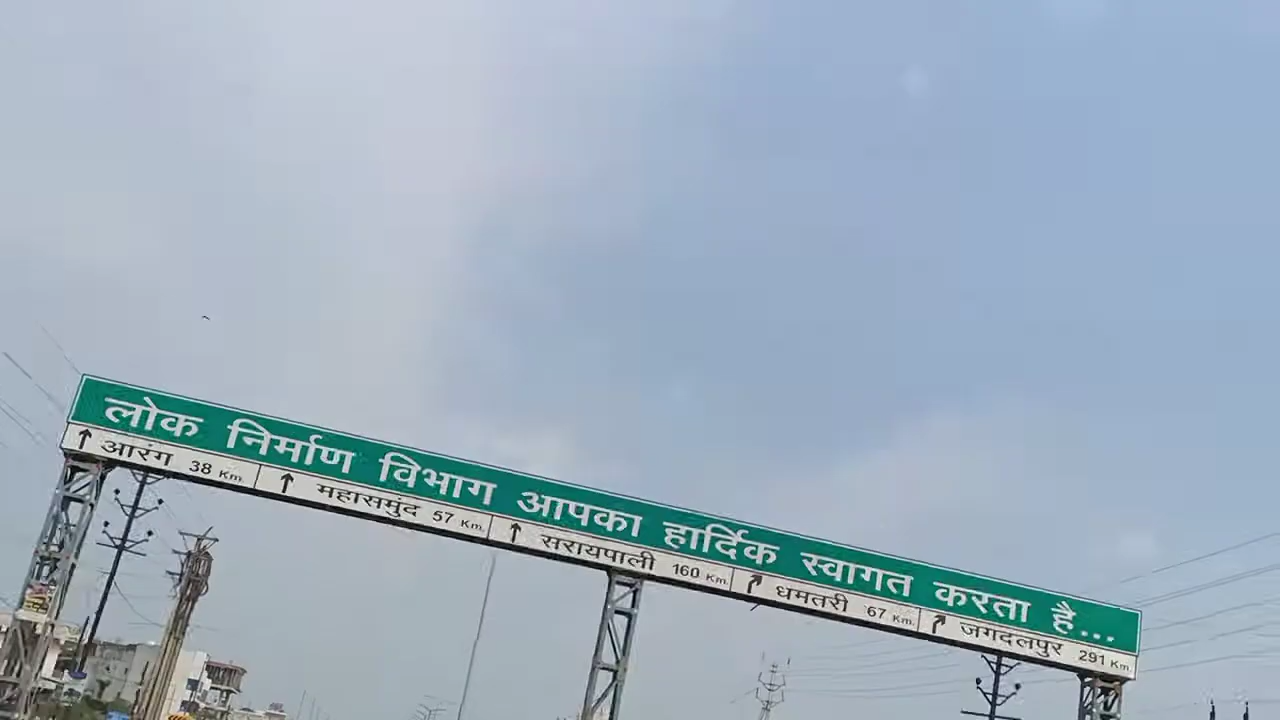 लोक निर्माण विभाग आपका हार्दिक स्वागत करता है...
↑ आरंग 38 Km. ↑ महासमुंद 57 Km. ↑ सरायपाली 160 Km. ↱ धमतरी 67 Km. ↱ जगदलपुर 291 Km.